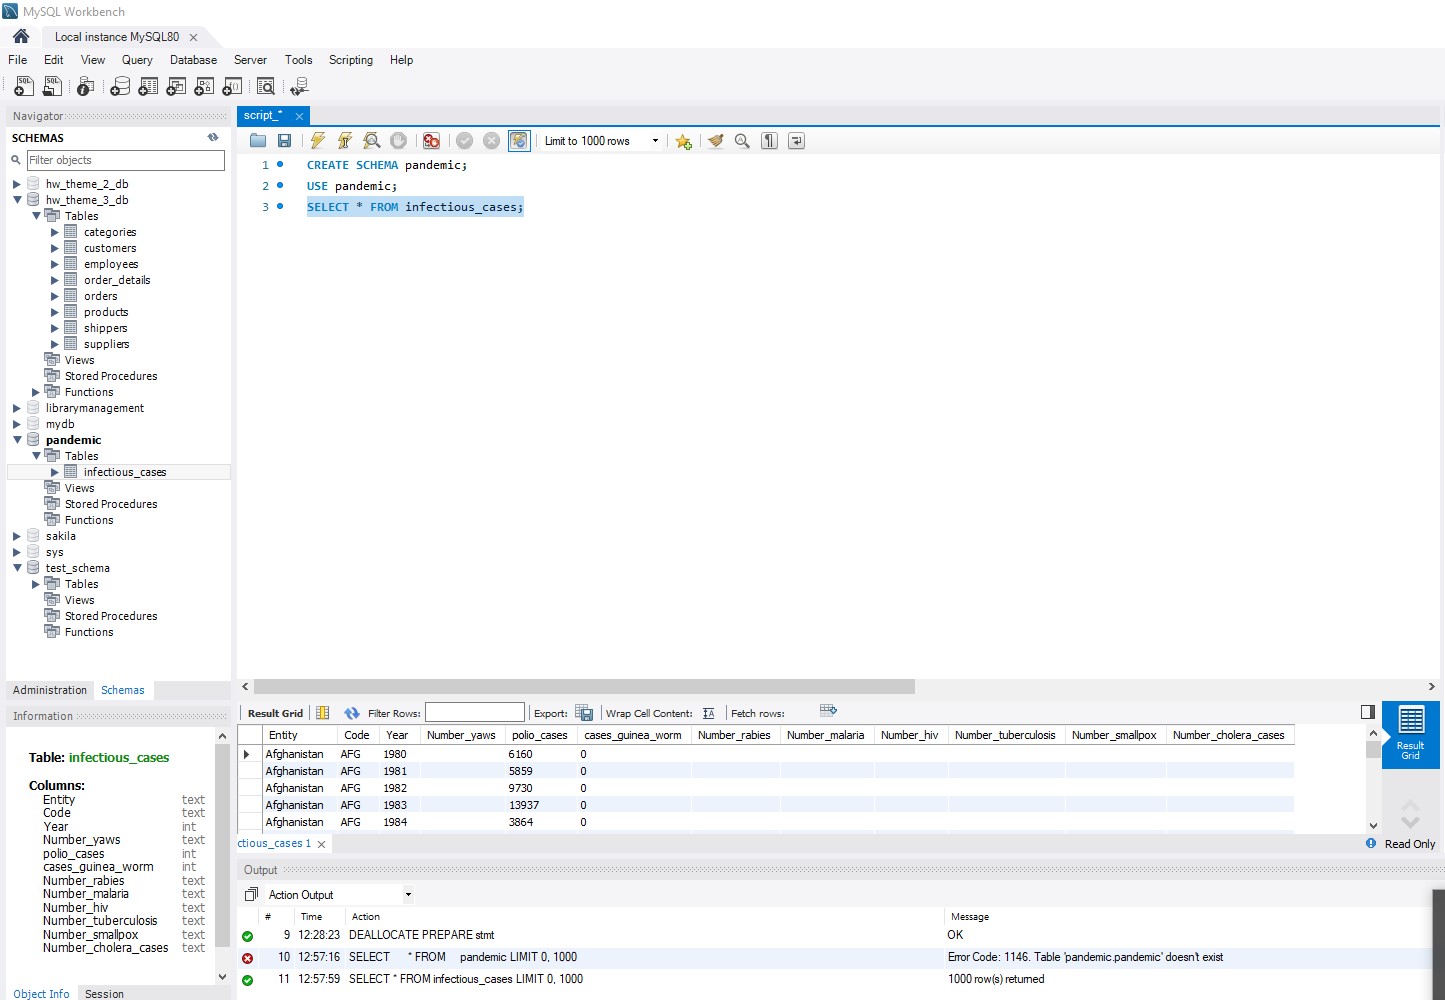 MySQL Workbench
Local instance MySQL80
File Edit View Query Database Server Tools Scripting Help
Navigator
SCHEMAS
Filter objects
hw_theme_2_db
hw_theme_3_db
Tables
categories
customers
employees
order_details
orders
products
shippers
suppliers
Views
Stored Procedures
Functions
librarymanagement
mydb
pandemic
Tables
infectious_cases
Views
Stored Procedures
Functions
sakila
sys
test_schema
Tables
Views
Stored Procedures
Functions
Administration Schemas
Information
Table: infectious_cases
Columns:
Entity text
Code text
Year int
Number_yaws text
polio_cases int
cases_guinea_worm int
Number_rabies text
Number_malaria text
Number_hiv text
Number_tuberculosis text
Number_smallpox text
Number_cholera_cases text
Object Info Session
script_*
Limit to 1000 rows
1 CREATE SCHEMA pandemic;
2 USE pandemic;
3 SELECT * FROM infectious_cases;
Result Grid Filter Rows: Export: Wrap Cell Content: Fetch rows:
Entity Code Year Number_yaws polio_cases cases_guinea_worm Number_rabies Number_malaria Number_hiv Number_tuberculosis Number_smallpox Number_cholera_cases
Afghanistan AFG 1980 6160 0
Afghanistan AFG 1981 5859 0
Afghanistan AFG 1982 9730 0
Afghanistan AFG 1983 13937 0
Afghanistan AFG 1984 3864 0
Result
Grid
ctious_cases 1
Read Only
Output
Action Output
# Time Action Message
9 12:28:23 DEALLOCATE PREPARE stmt OK
10 12:57:16 SELECT * FROM pandemic LIMIT 0, 1000 Error Code: 1146. Table 'pandemic.pandemic' doesn't exist
11 12:57:59 SELECT * FROM infectious_cases LIMIT 0, 1000 1000 row(s) returned